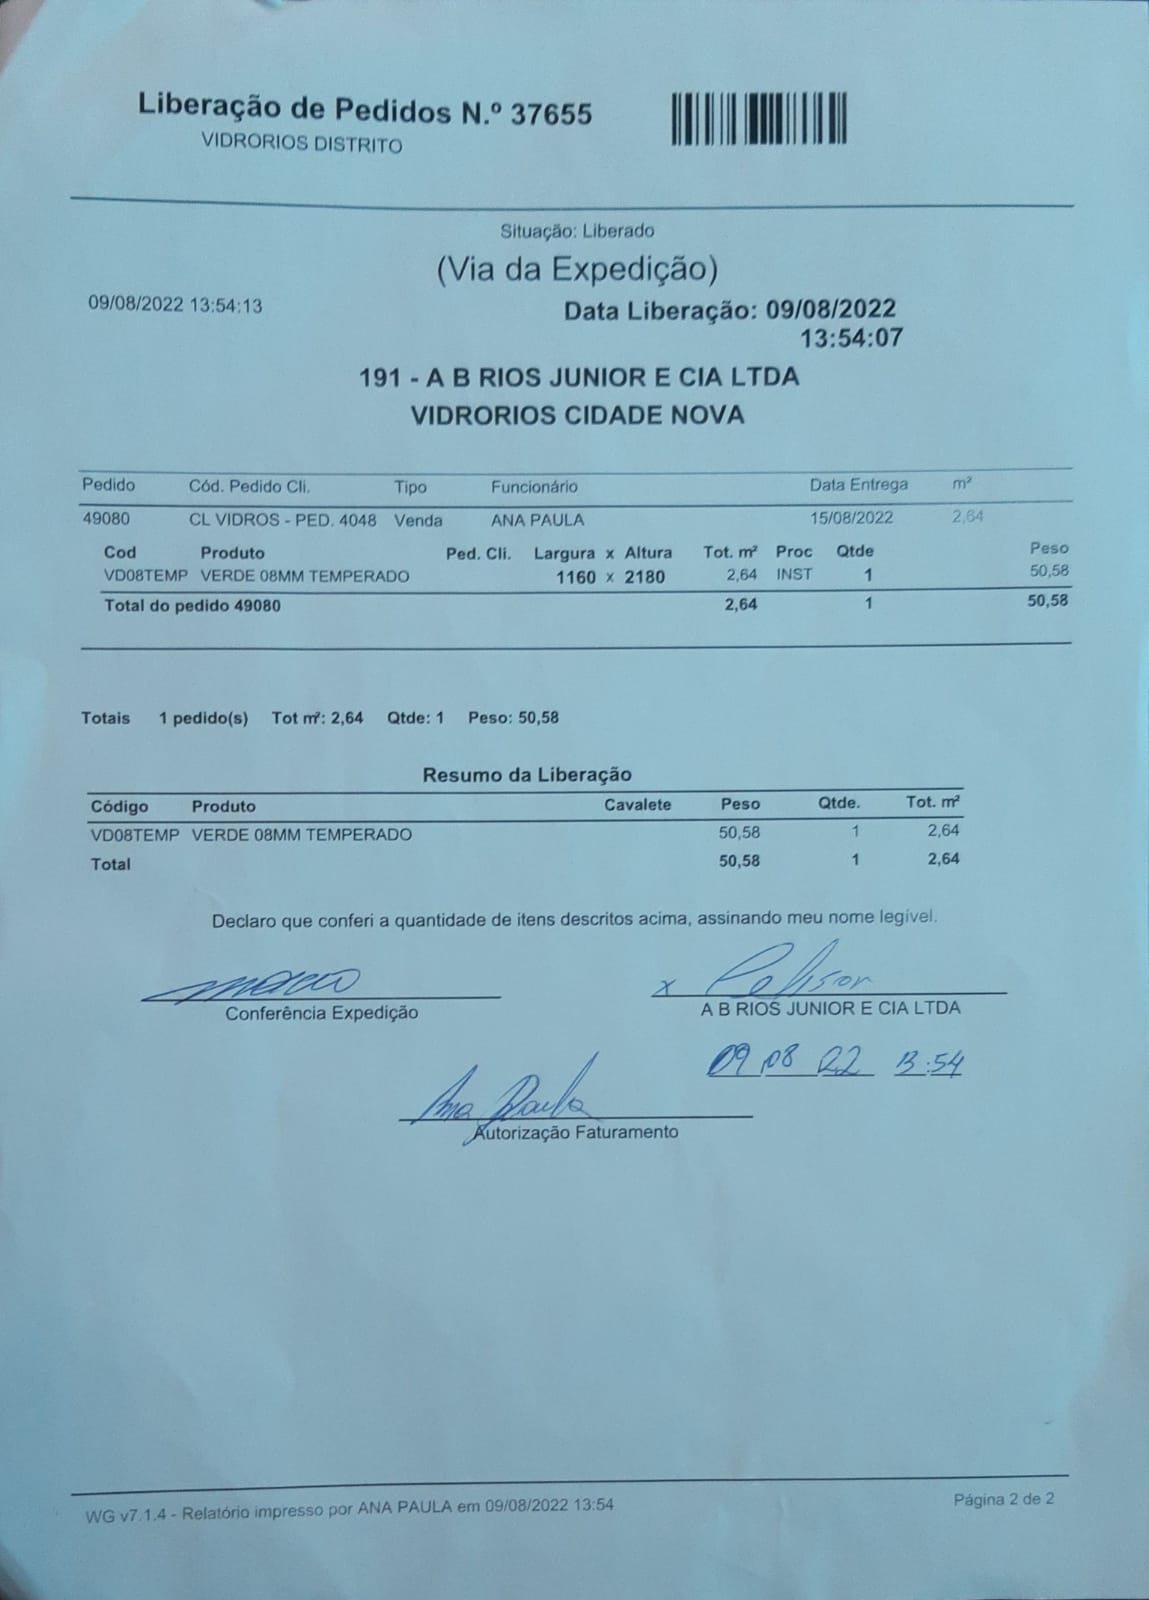 Liberação de Pedidos N.º 37655
VIDRORIOS DISTRITO
Situação: Liberado
(Via da Expedição)
09/08/2022 13:54:13
Data Liberação: 09/08/2022
13:54:07
191 - A B RIOS JUNIOR E CIA LTDA
VIDRORIOS CIDADE NOVA
Pedido Cód. Pedido Cli. Tipo Funcionário Data Entrega m²
49080 CL VIDROS - PED. 4048 Venda ANA PAULA 15/08/2022 2,64
Cod Produto Ped. Cli. Largura x Altura Tot. m² Proc Qtde Peso
VD08TEMP VERDE 08MM TEMPERADO 1160 x 2180 2,64 INST 1 50,58
Total do pedido 49080 2,64 1 50,58
Totais 1 pedido(s) Tot m²: 2,64 Qtde: 1 Peso: 50,58
Resumo da Liberação
Código Produto Cavalete Peso Qtde. Tot. m²
VD08TEMP VERDE 08MM TEMPERADO 50,58 1 2,64
Total 50,58 1 2,64
Declaro que conferi a quantidade de itens descritos acima, assinando meu nome legível.
x
Conferência Expedição A B RIOS JUNIOR E CIA LTDA
09 08 22 13:54
Ana Paula
Autorização Faturamento
WG v7.1.4 - Relatório impresso por ANA PAULA em 09/08/2022 13:54 Página 2 de 2